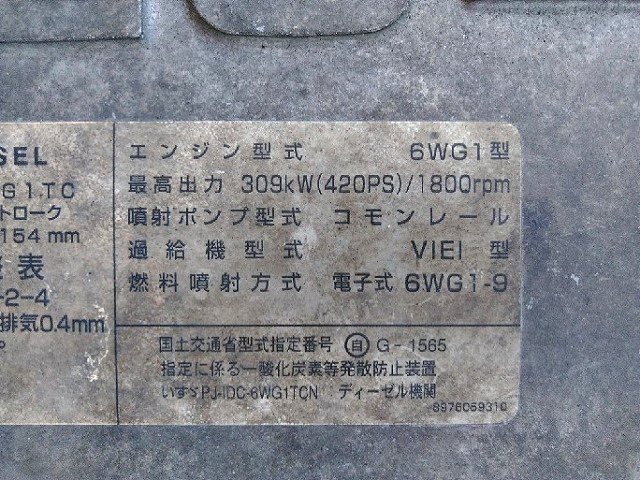 SEL
G1TC
トローク
154 mm
表
-2-4
排気0.4mm
エンジン型式 6WG1型
最高出力 309kW(420PS)/1800rpm
噴射ポンプ型式 コモンレール
過給機型式 VIEI 型
燃料噴射方式 電子式 6WG1-9
国土交通省型式指定番号 自 G-1565
指定に係る一酸化炭素等発散防止装置
いすゞPJ-IDC-6WG1TCN ディーゼル機関
8976059310